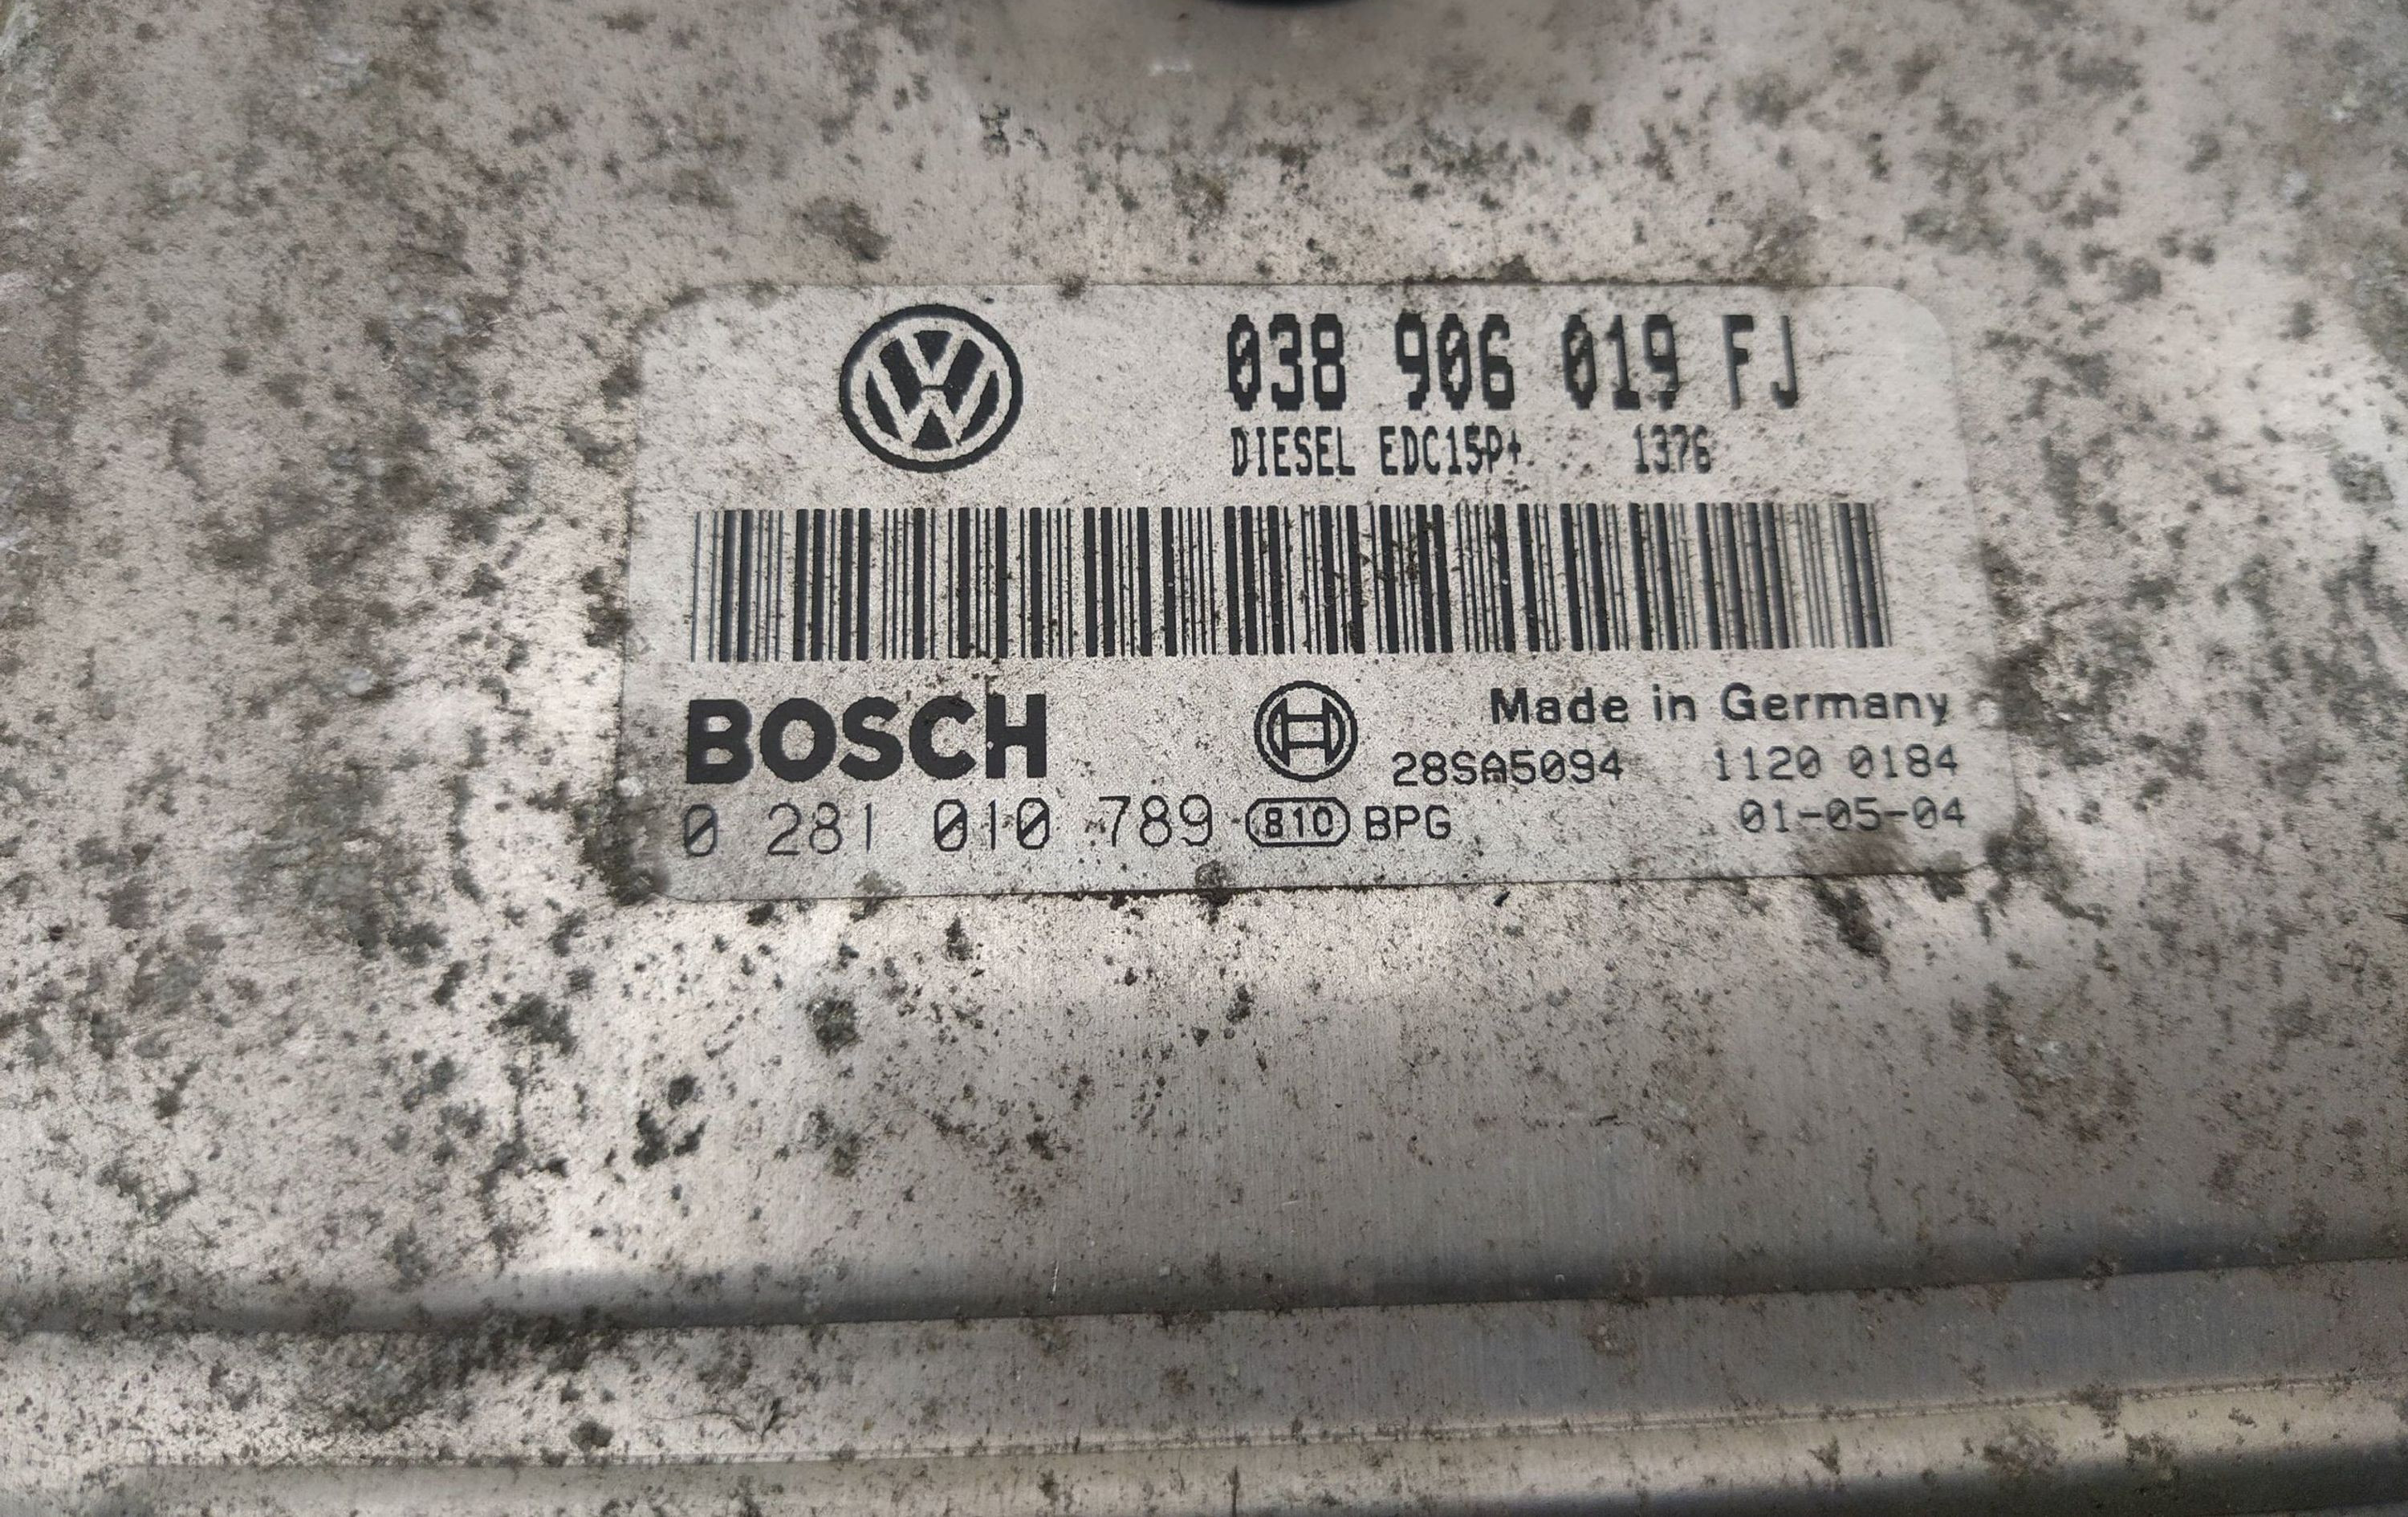 038 906 019 FJ
DIESEL EDC15P+ 1376
BOSCH
Made in Germany
28SA5094 1120 0184
0 281 010 789 810 BPG 01-05-04